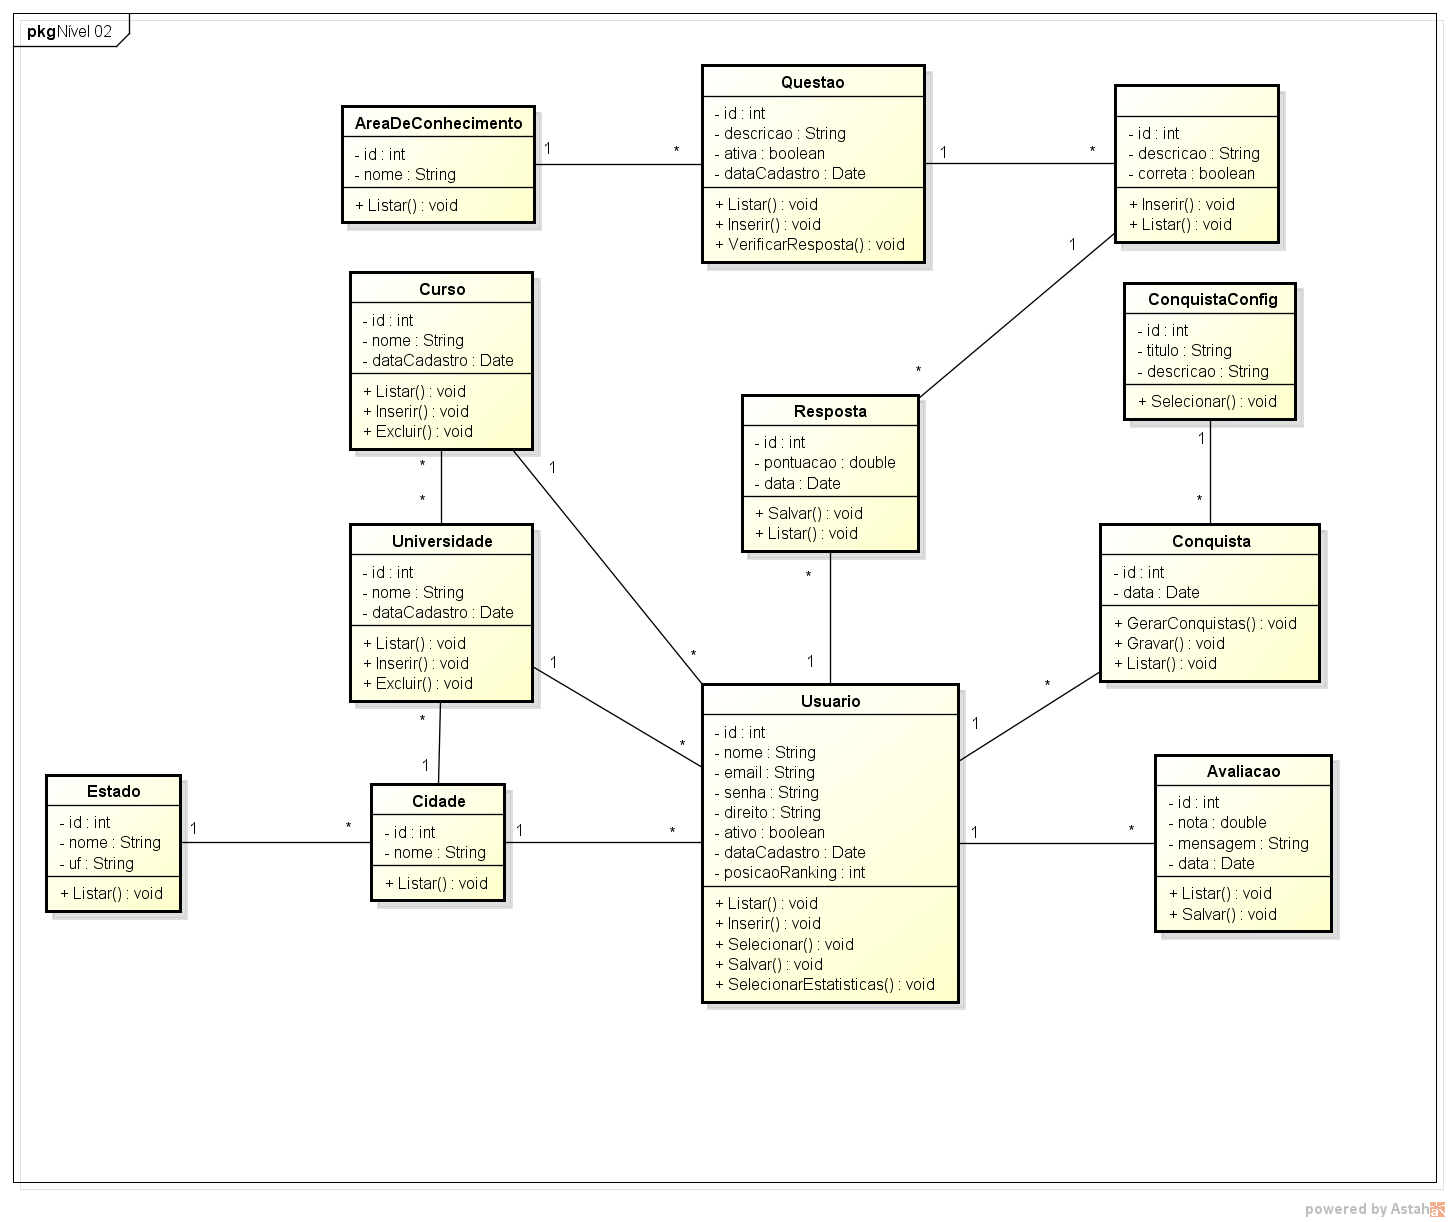 pkg Nível 02
AreaDeConhecimento
- id : int
- nome : String
+ Listar() : void
1
*
Questao
- id : int
- descricao : String
- ativa : boolean
- dataCadastro : Date
+ Listar() : void
+ Inserir() : void
+ VerificarResposta() : void
1
*
- id : int
- descricao : String
- correta : boolean
+ Inserir() : void
+ Listar() : void
1
*
Curso
- id : int
- nome : String
- dataCadastro : Date
+ Listar() : void
+ Inserir() : void
+ Excluir() : void
*
*
1
*
ConquistaConfig
- id : int
- titulo : String
- descricao : String
+ Selecionar() : void
1
*
Resposta
- id : int
- pontuacao : double
- data : Date
+ Salvar() : void
+ Listar() : void
*
1
Universidade
- id : int
- nome : String
- dataCadastro : Date
+ Listar() : void
+ Inserir() : void
+ Excluir() : void
1
*
*
1
Conquista
- id : int
- data : Date
+ GerarConquistas() : void
+ Gravar() : void
+ Listar() : void
*
1
Estado
- id : int
- nome : String
- uf : String
+ Listar() : void
1
*
Cidade
- id : int
- nome : String
+ Listar() : void
1
*
Usuario
- id : int
- nome : String
- email : String
- senha : String
- direito : String
- ativo : boolean
- dataCadastro : Date
- posicaoRanking : int
+ Listar() : void
+ Inserir() : void
+ Selecionar() : void
+ Salvar() : void
+ SelecionarEstatisticas() : void
1
*
Avaliacao
- id : int
- nota : double
- mensagem : String
- data : Date
+ Listar() : void
+ Salvar() : void
powered by Astah